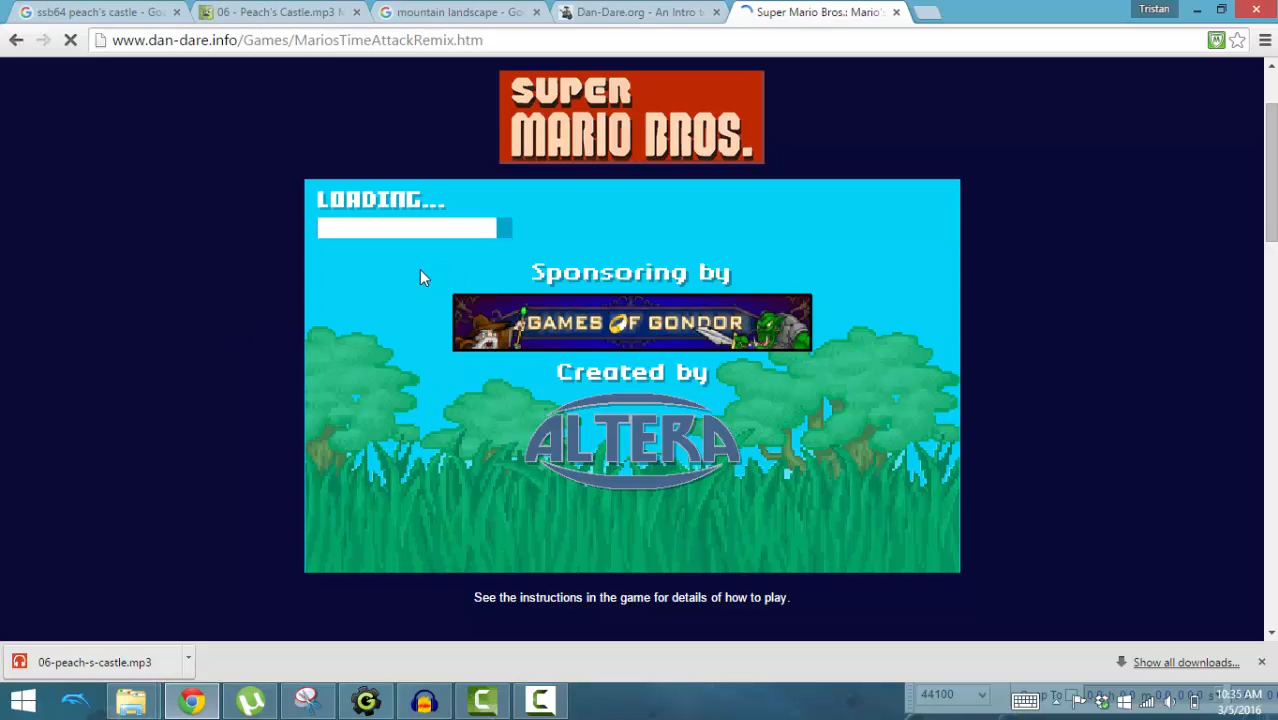 ssb64 peach's castle - Go
06 - Peach's Castle.mp3 M
mountain landscape - Go
Dan-Dare.org - An Intro t
Super Mario Bros.: Mario's
Tristan
www.dan-dare.info/Games/MariosTimeAttackRemix.htm
SUPER
MARIO BROS.
LOADING...
Sponsoring by
GAMES OF GONDOR
Created by
ALTERA
See the instructions in the game for details of how to play.
06-peach-s-castle.mp3
Show all downloads...
44100
10:35 AM
3/5/2016